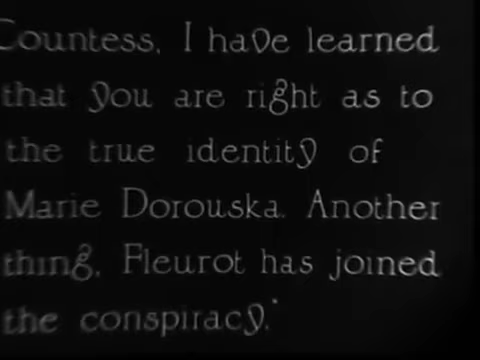 Countess, I have learned
that you are right as to
the true identity of
Marie Dorouska. Another
thing, Fleurot has joined
the conspiracy."